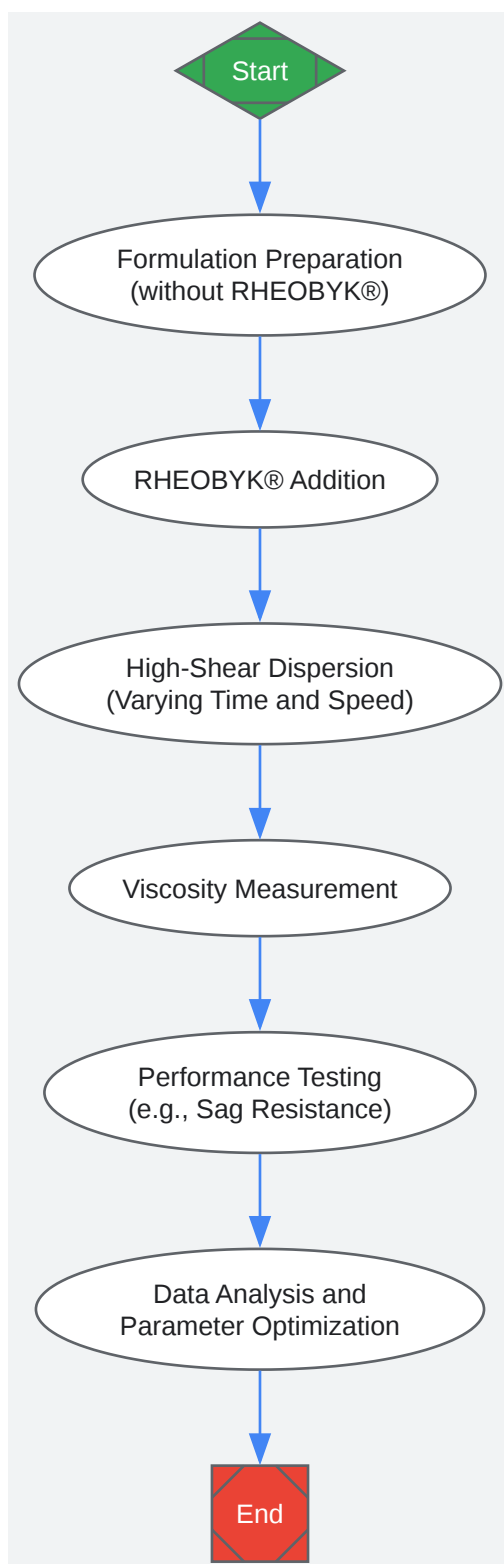 Start
Formulation Preparation
(without RHEOBYK®)
RHEOBYK® Addition
High-Shear Dispersion
(Varying Time and Speed)
Viscosity Measurement
Performance Testing
(e.g., Sag Resistance)
Data Analysis and
Parameter Optimization
End